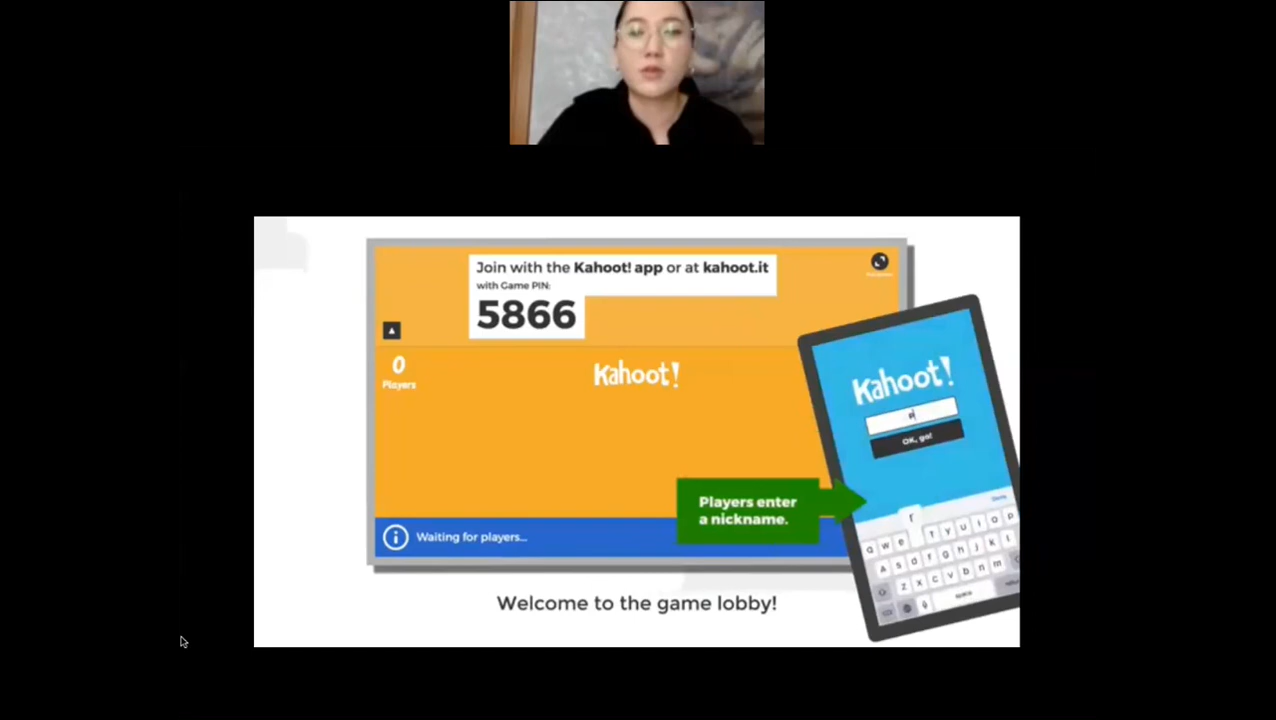 Join with the Kahoot! app or at kahoot.it
with Game PIN:
5866
0
Players
Kahoot!
Waiting for players...
Players enter
a nickname.
Kahoot!
OK, go!
Welcome to the game lobby!